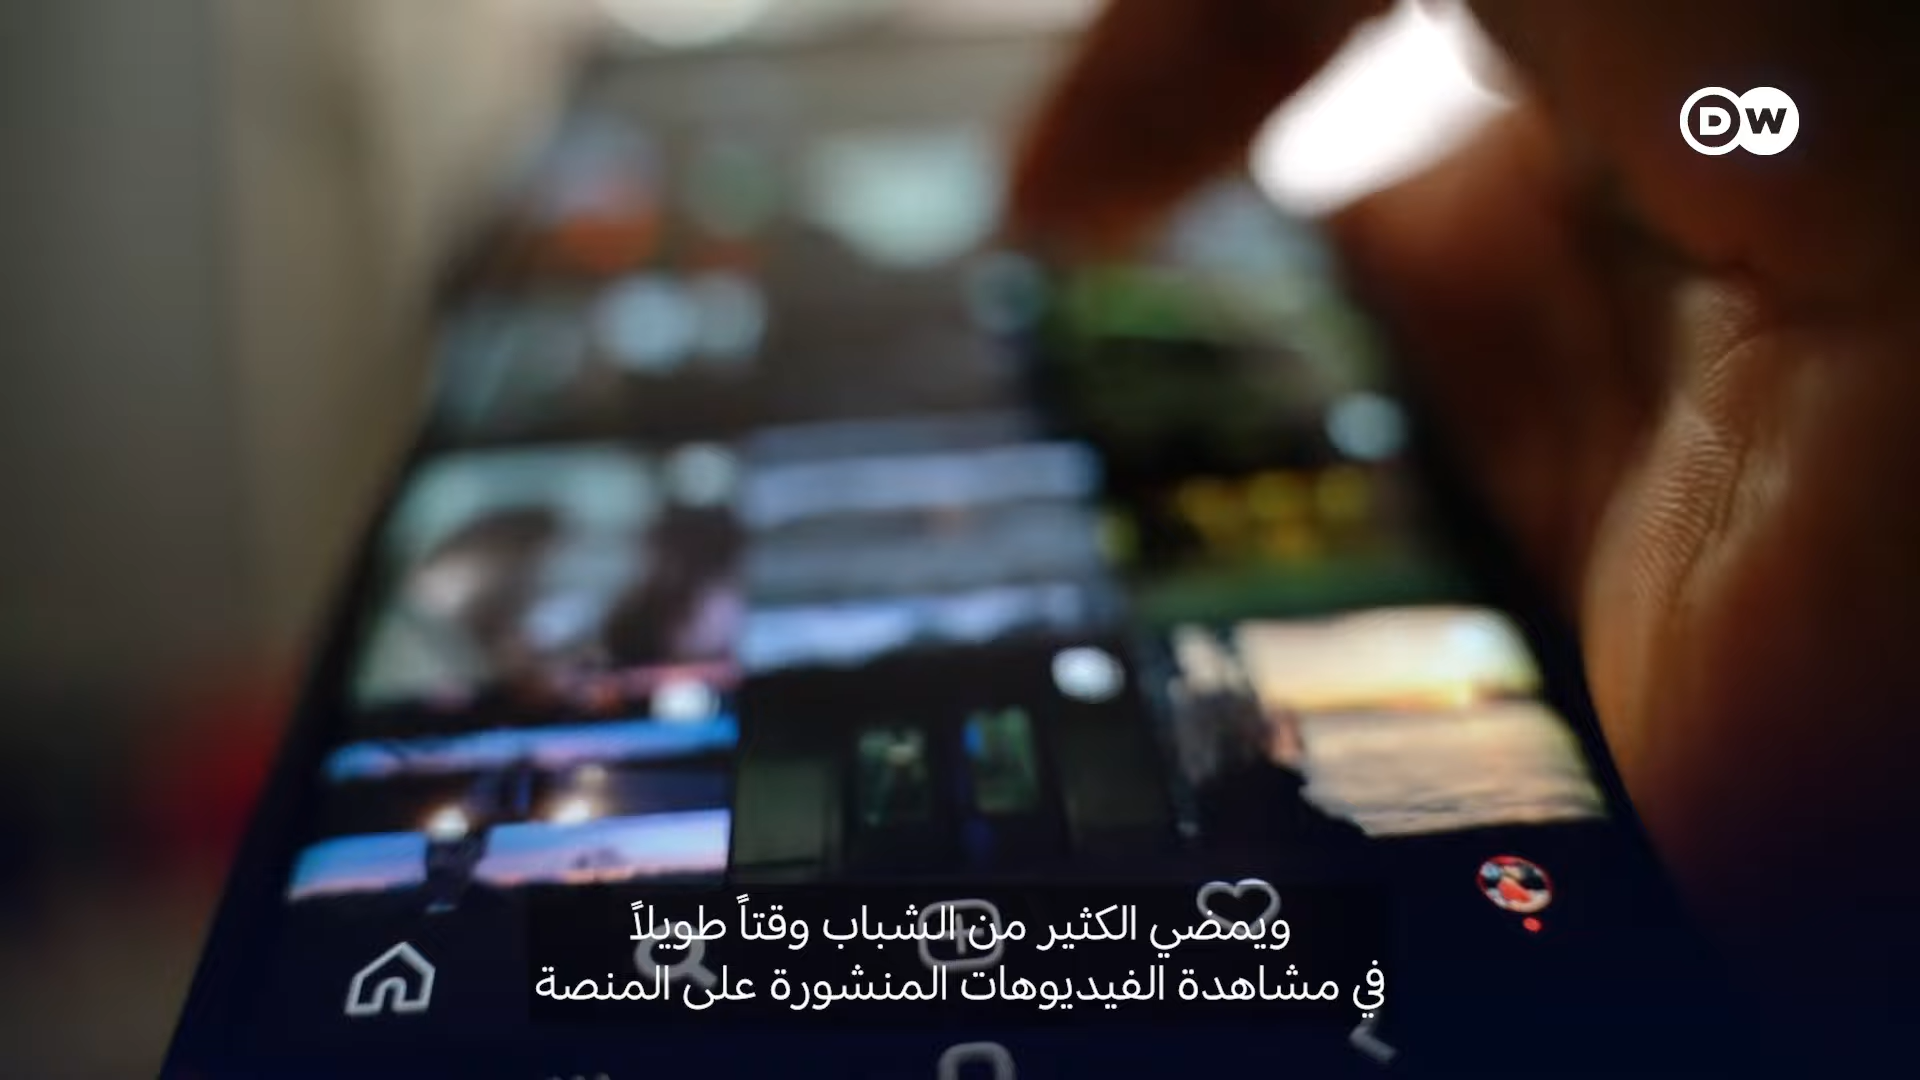 DW
ويمضي الكثير من الشباب وقتاً طويلاً
في مشاهدة الفيديوهات المنشورة على المنصة